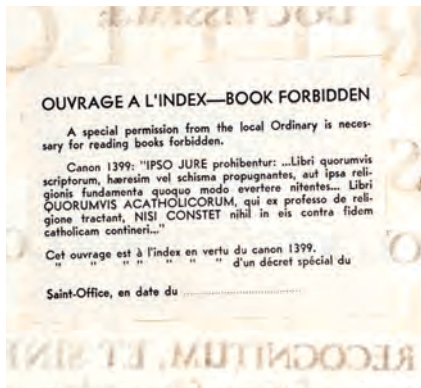 OUVRAGE A L'INDEX—BOOK FORBIDDEN
A special permission from the local Ordinary is neces-
sary for reading books forbidden.
Canon 1399: "IPSO JURE prohibentur: ...Libri quorumvis
scriptorum, hæresim vel schisma propugnantes, aut ipsa reli-
gionis fundamenta quoquo modo evertere nitentes... Libri
QUORUMVIS ACATHOLICORUM, qui ex professo de reli-
gione tractant, NISI CONSTET nihil in eis contra fidem
catholicam contineri..."
Cet ouvrage est à l'index en vertu du canon 1399.
" " " " " " d'un décret spécial du
Saint-Office, en date du ..............................
RECOGNITUM, ET SINE